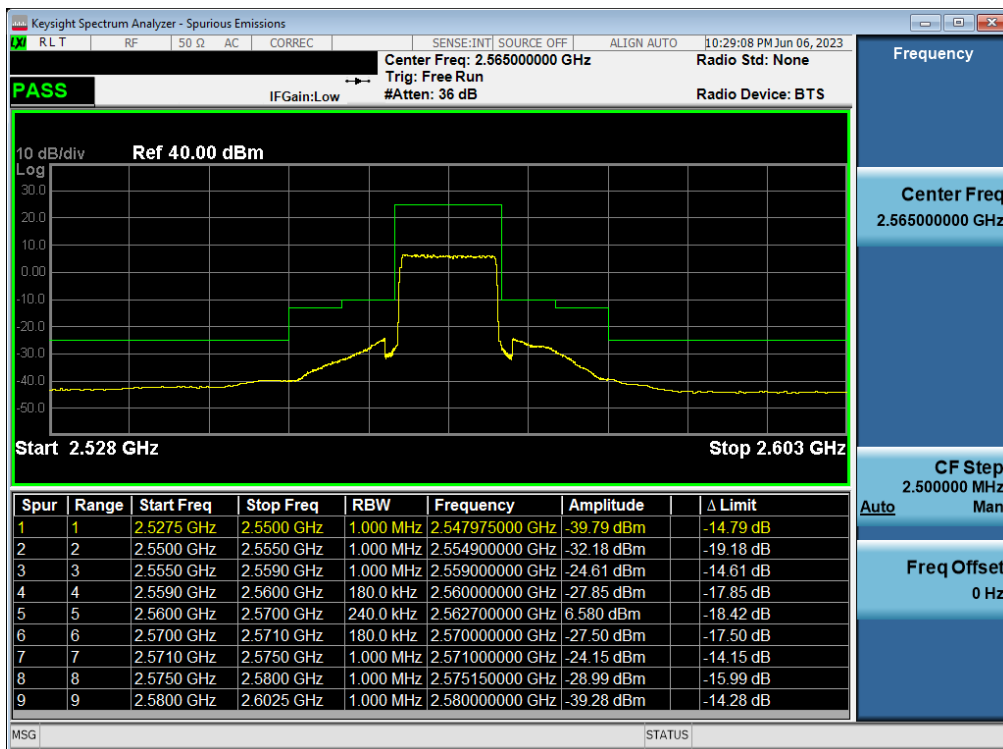 Keysight Spectrum Analyzer - Spurious Emissions
LXI RLT RF 50 Ω AC CORREC SENSE:INT SOURCE OFF ALIGN AUTO 10:29:08 PM Jun 06, 2023
Center Freq: 2.565000000 GHz Radio Std: None
Trig: Free Run
PASS IFGain:Low #Atten: 36 dB Radio Device: BTS
10 dB/div Ref 40.00 dBm
Log
30.0
20.0
10.0
0.00
-10.0
-20.0
-30.0
-40.0
-50.0
Start 2.528 GHz Stop 2.603 GHz
Spur Range Start Freq Stop Freq RBW Frequency Amplitude Δ Limit
1 1 2.5275 GHz 2.5500 GHz 1.000 MHz 2.547975000 GHz -39.79 dBm -14.79 dB
2 2 2.5500 GHz 2.5550 GHz 1.000 MHz 2.554900000 GHz -32.18 dBm -19.18 dB
3 3 2.5550 GHz 2.5590 GHz 1.000 MHz 2.559000000 GHz -24.61 dBm -14.61 dB
4 4 2.5590 GHz 2.5600 GHz 180.0 kHz 2.560000000 GHz -27.85 dBm -17.85 dB
5 5 2.5600 GHz 2.5700 GHz 240.0 kHz 2.562700000 GHz 6.580 dBm -18.42 dB
6 6 2.5700 GHz 2.5710 GHz 180.0 kHz 2.570000000 GHz -27.50 dBm -17.50 dB
7 7 2.5710 GHz 2.5750 GHz 1.000 MHz 2.571000000 GHz -24.15 dBm -14.15 dB
8 8 2.5750 GHz 2.5800 GHz 1.000 MHz 2.575150000 GHz -28.99 dBm -15.99 dB
9 9 2.5800 GHz 2.6025 GHz 1.000 MHz 2.580000000 GHz -39.28 dBm -14.28 dB
MSG STATUS
Frequency
Center Freq
2.565000000 GHz
CF Step
2.500000 MHz
Auto Man
Freq Offset
0 Hz